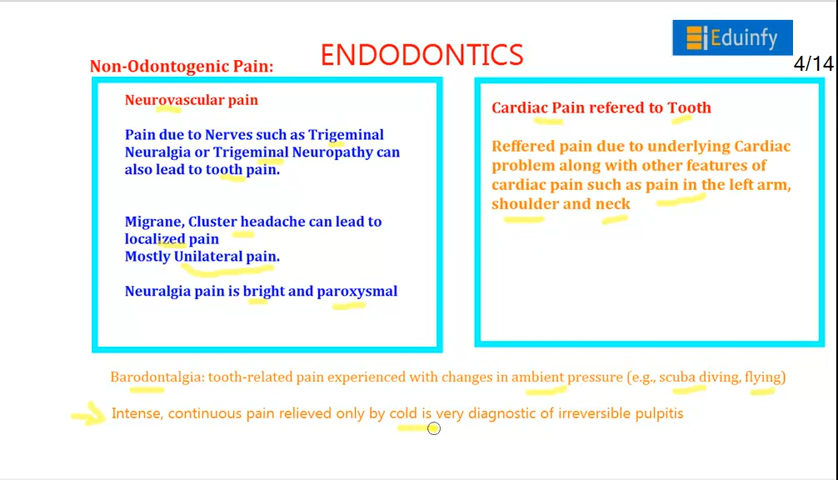 Eduinfy
ENDODONTICS
4/14
Non-Odontogenic Pain:
Neurovascular pain
Pain due to Nerves such as Trigeminal
Neuralgia or Trigeminal Neuropathy can
also lead to tooth pain.
Migrane, Cluster headache can lead to
localized pain
Mostly Unilateral pain.
Neuralgia pain is bright and paroxysmal
Cardiac Pain refered to Tooth
Reffered pain due to underlying Cardiac
problem along with other features of
cardiac pain such as pain in the left arm,
shoulder and neck
Barodontalgia: tooth-related pain experienced with changes in ambient pressure (e.g., scuba diving, flying)
Intense, continuous pain relieved only by cold is very diagnostic of irreversible pulpitis